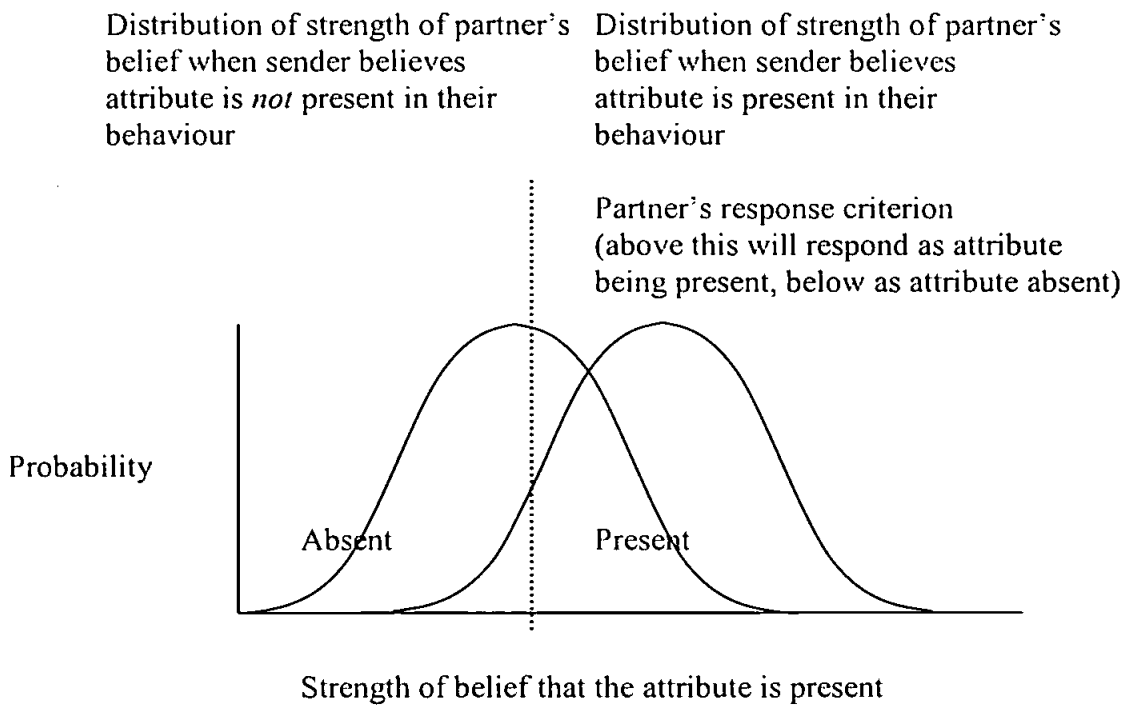 Distribution of strength of partner's
belief when sender believes
attribute is not present in their
behaviour
Distribution of strength of partner's
belief when sender believes
attribute is present in their
behaviour
Partner's response criterion
(above this will respond as attribute
being present, below as attribute absent)
Probability
Absent
Present
Strength of belief that the attribute is present